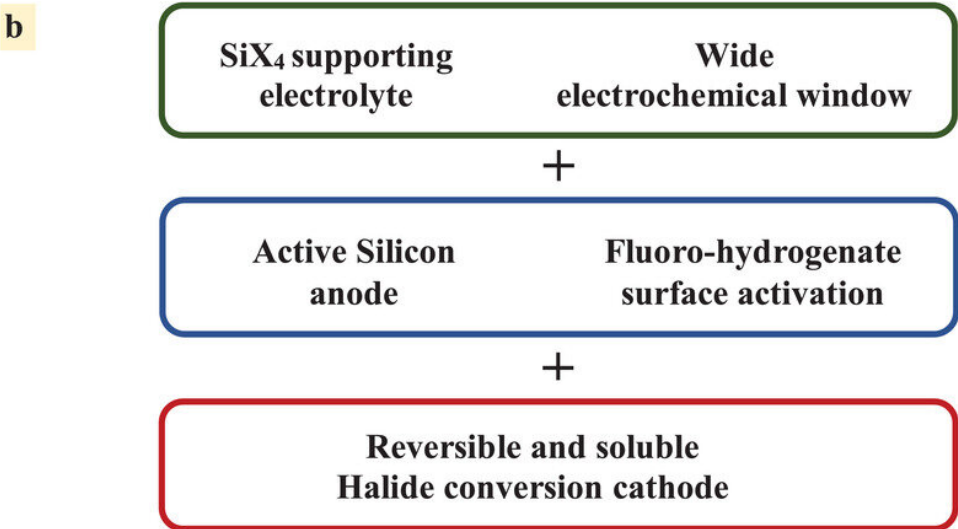 b
SiX₄ supporting
electrolyte
Wide
electrochemical window
+
Active Silicon
anode
Fluoro-hydrogenate
surface activation
+
Reversible and soluble
Halide conversion cathode